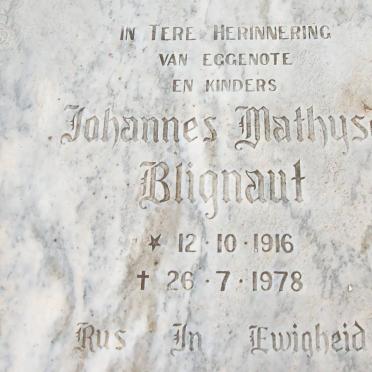 IN TERE HERINNERING
VAN EGGENOTE
EN KINDERS
Johannes Mathys
Blignaut
* 12·10·1916
† 26·7·1978
Rus In Ewigheid